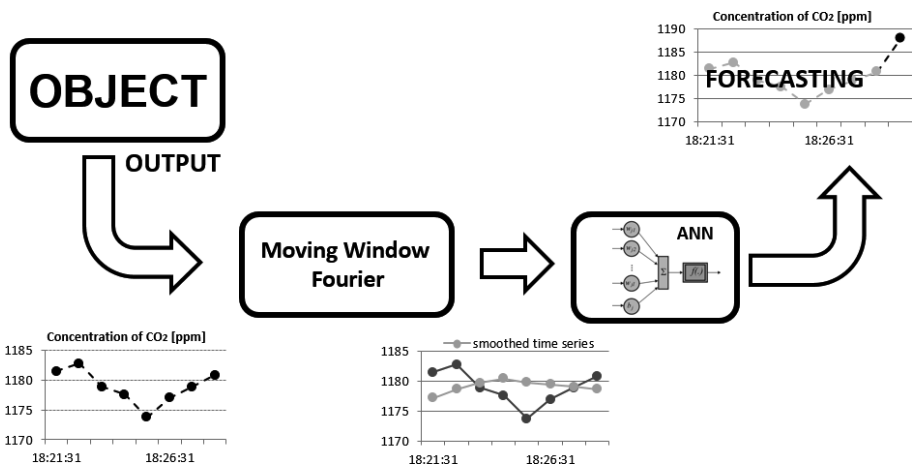 Concentration of CO2 [ppm]
1190
1185
1180
1175
1170
FORECASTING
18:21:31
18:26:31
OBJECT
OUTPUT
Moving Window
Fourier
ANN
Σ
f(.)
Concentration of CO2 [ppm]
1185
1180
1175
1170
18:21:31
18:26:31
smoothed time series
1185
1180
1175
1170
18:21:31
18:26:31